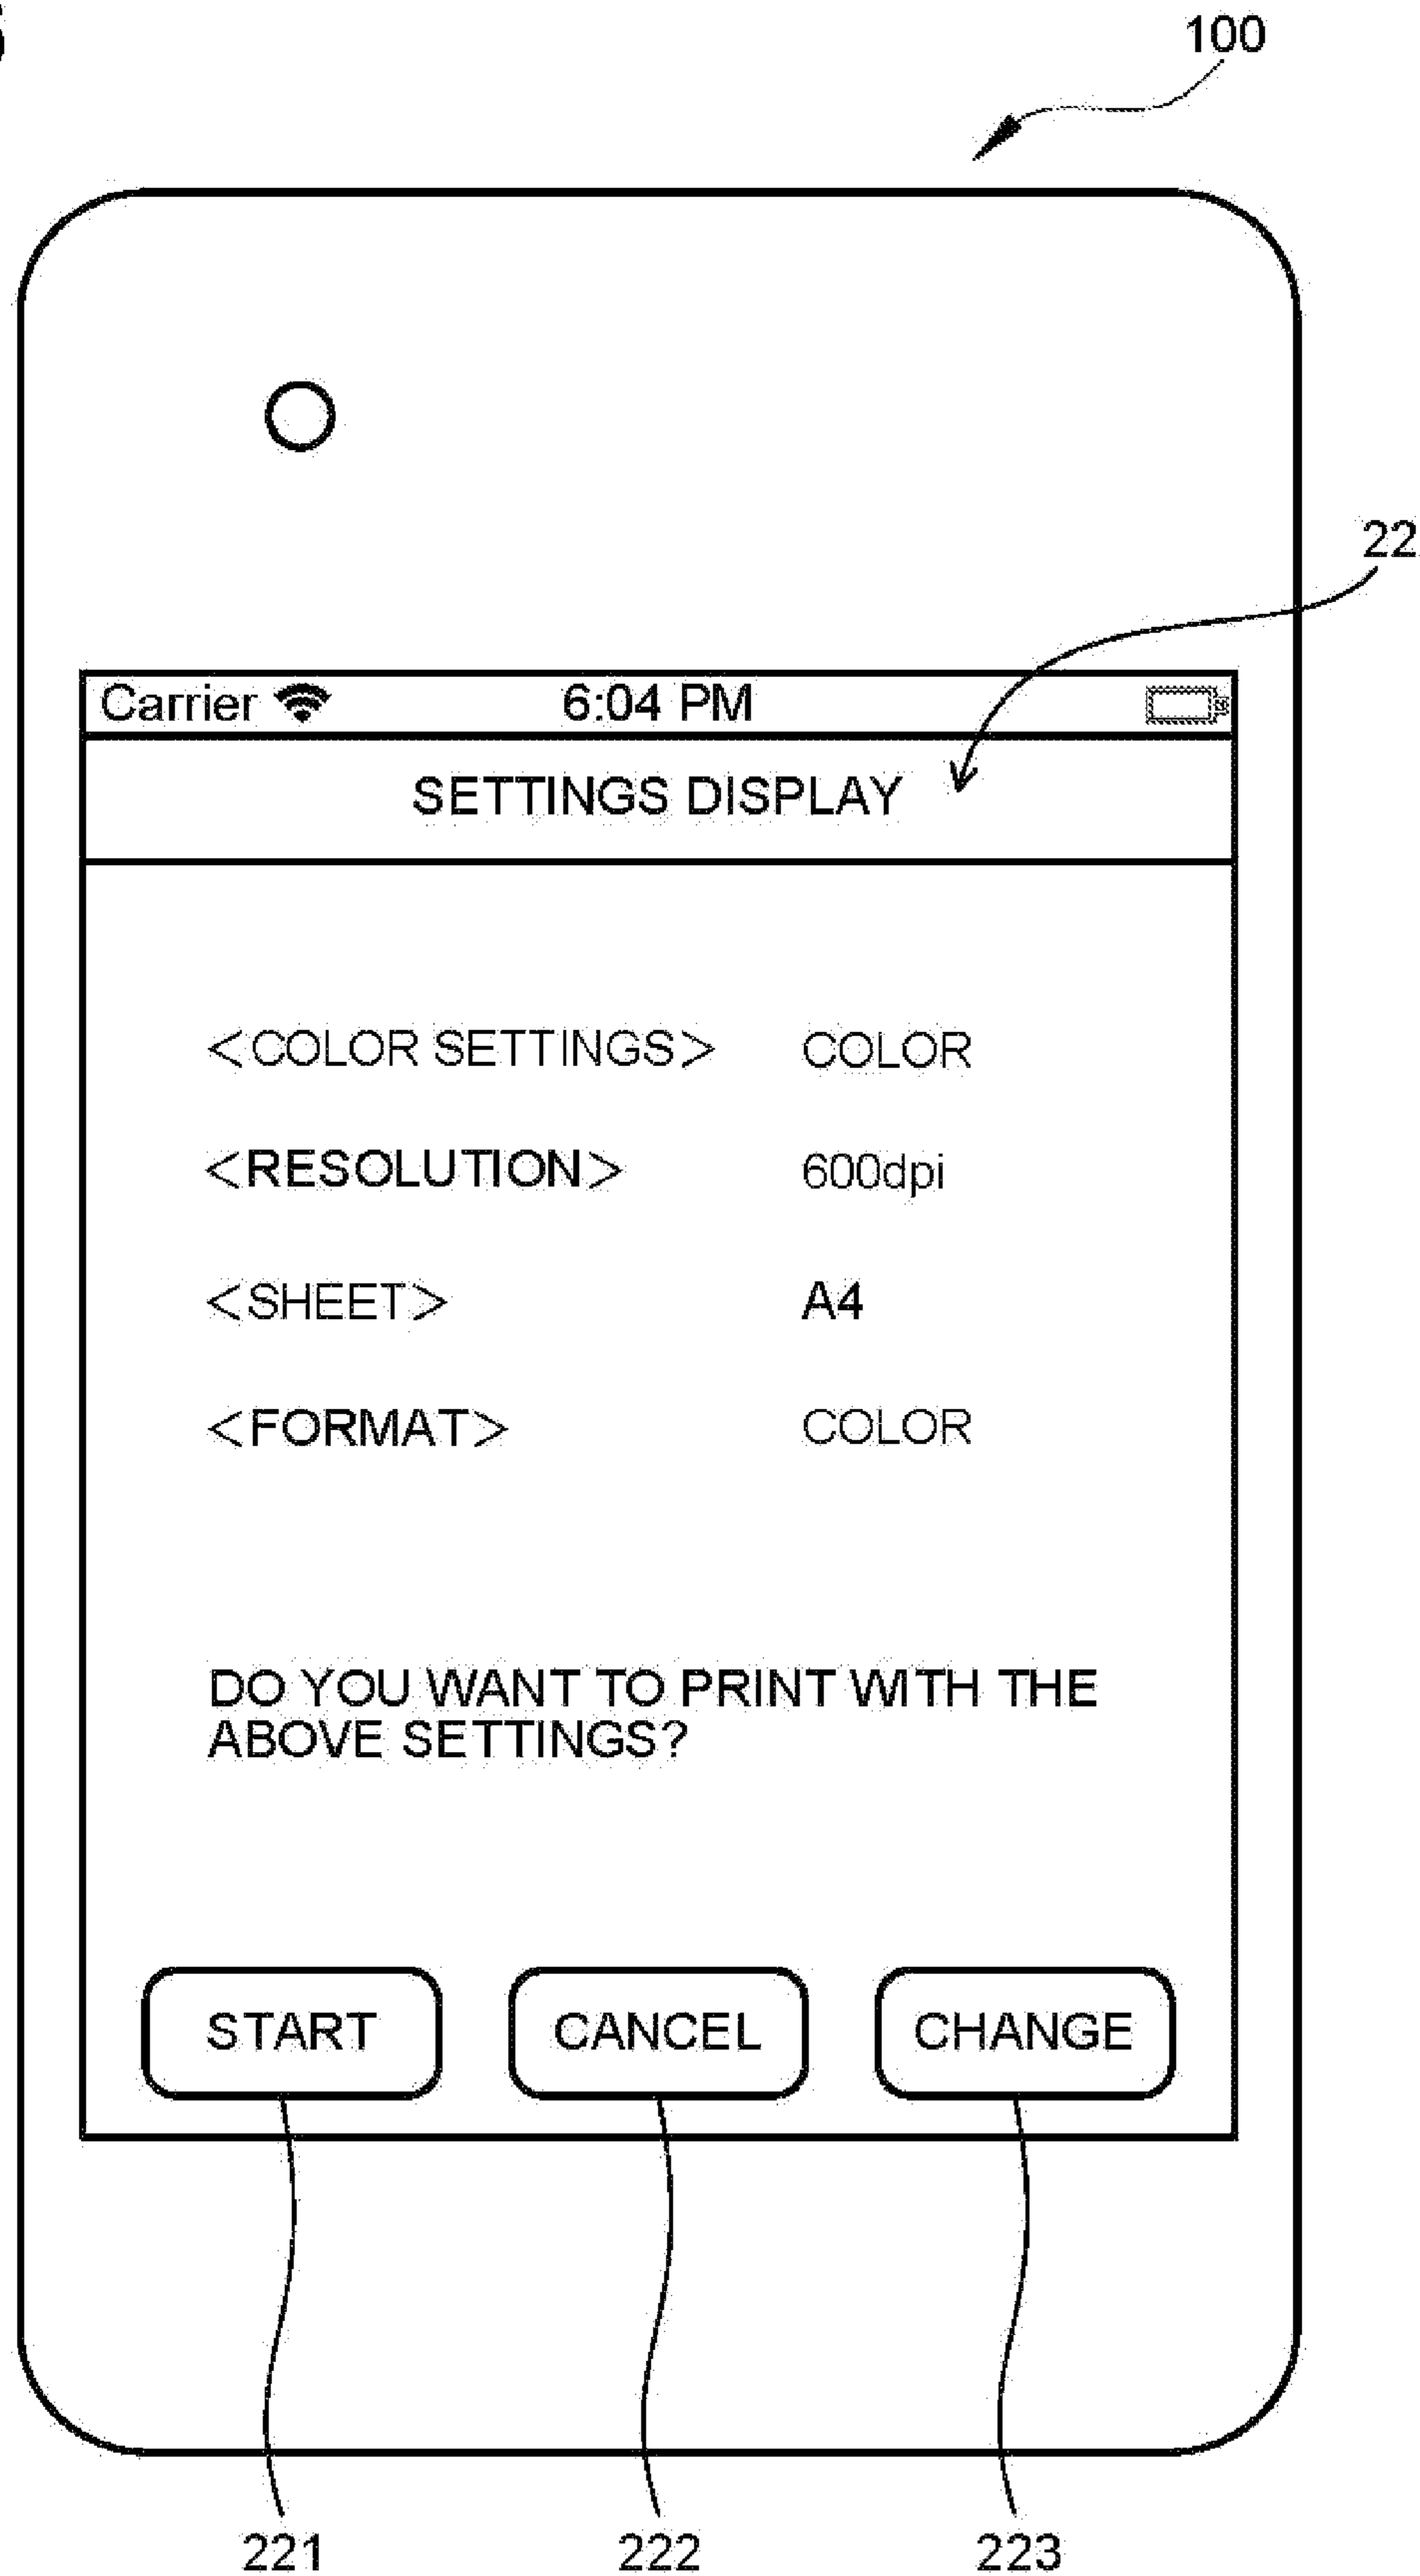 100
22
Carrier 6:04 PM
SETTINGS DISPLAY
<COLOR SETTINGS> COLOR
<RESOLUTION> 600dpi
<SHEET> A4
<FORMAT> COLOR
DO YOU WANT TO PRINT WITH THE
ABOVE SETTINGS?
START CANCEL CHANGE
221 222 223